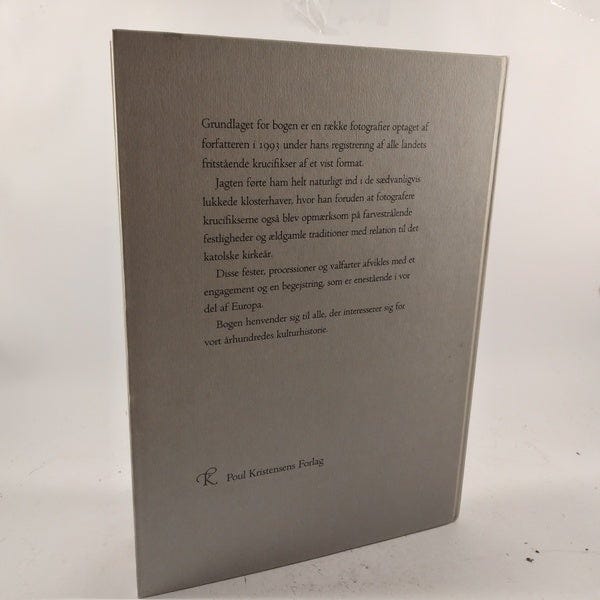 Grundlaget for bogen er en række fotografier optaget af
forfatteren i 1993 under hans registrering af alle landets
fritstående krucifikser af et vist format.
Jagten førte ham helt naturligt ind i de sædvanligvis
lukkede klosterhaver, hvor han foruden at fotografere
krucifikserne også blev opmærksom på farvestrålende
festligheder og ældgamle traditioner med relation til det
katolske kirkeår.
Disse fester, processioner og valfarter afvikles med et
engagement og en begejstring, som er enestående i vor
del af Europa.
Bogen henvender sig til alle, der interesserer sig for
vort århundredes kulturhistorie.
K Poul Kristensens Forlag